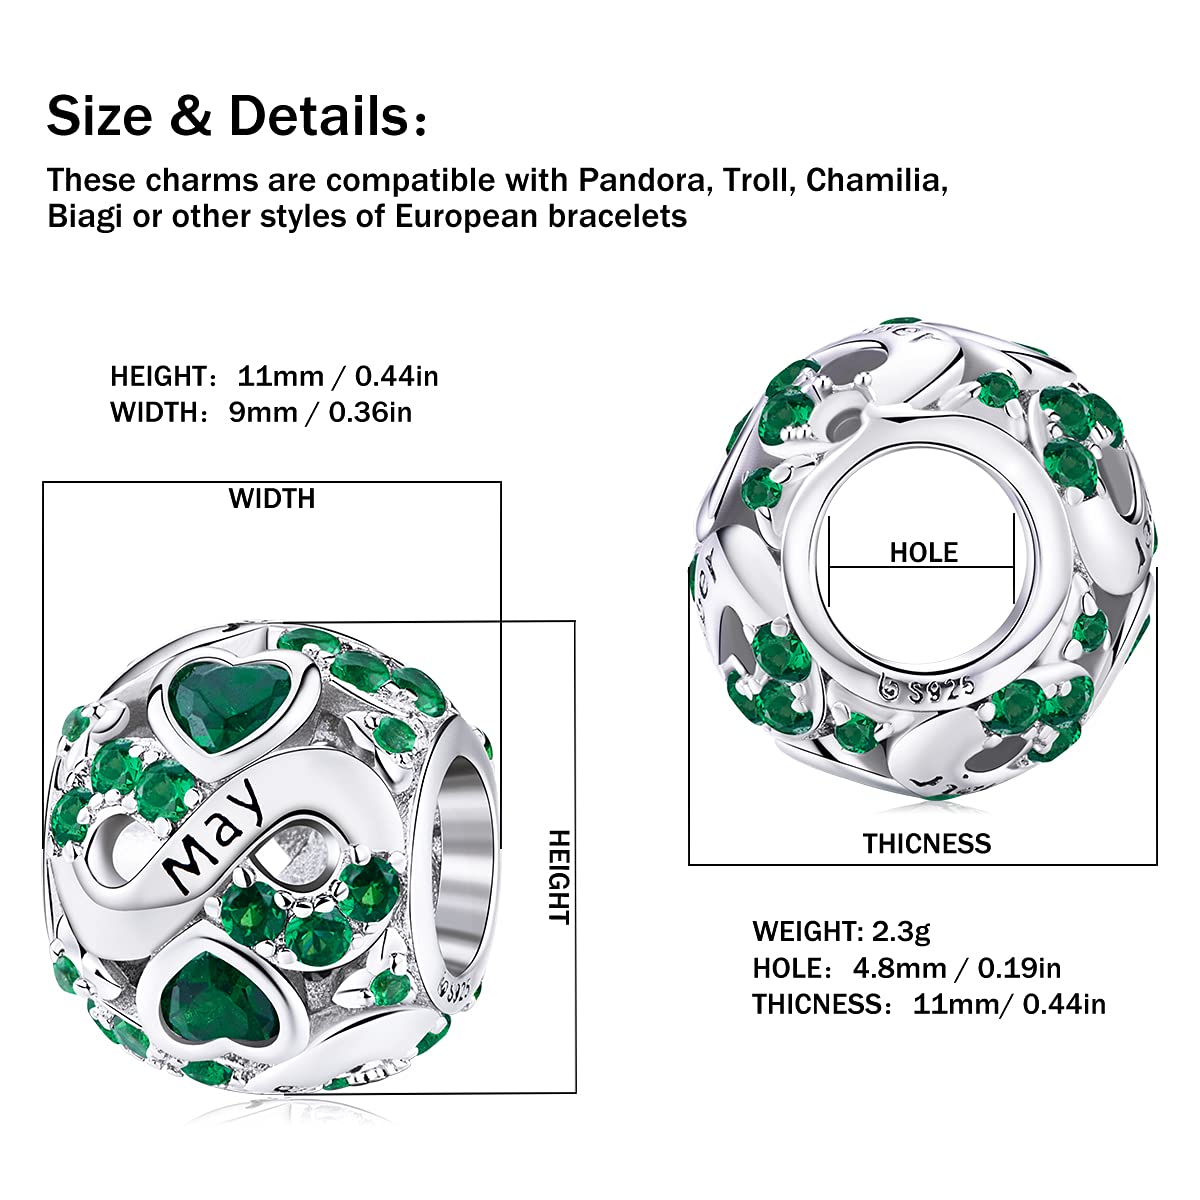 Size & Details：
These charms are compatible with Pandora, Troll, Chamilia,
Biagi or other styles of European bracelets
HEIGHT：11mm / 0.44in
WIDTH：9mm / 0.36in
WIDTH
HOLE
May
S925
S925
HEIGHT
THICNESS
WEIGHT: 2.3g
HOLE：4.8mm / 0.19in
THICNESS：11mm/ 0.44in